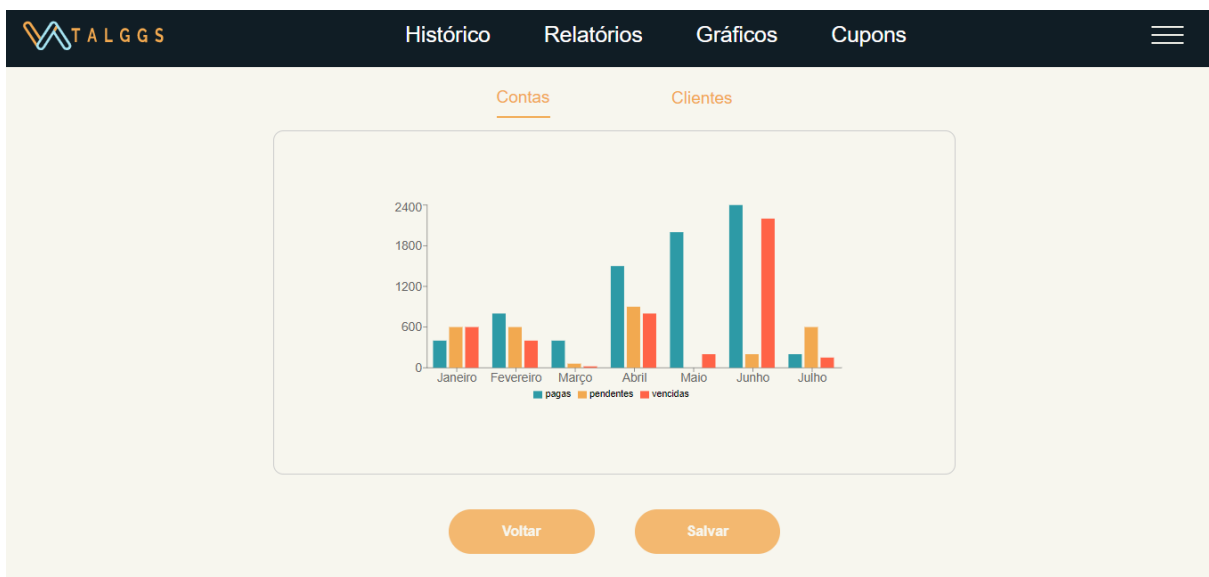 TALGGS Histórico Relatórios Gráficos Cupons
Contas Clientes
2400
1800
1200
600
0
Janeiro Fevereiro Março Abril Maio Junho Julho
pagas pendentes vencidas
Voltar Salvar